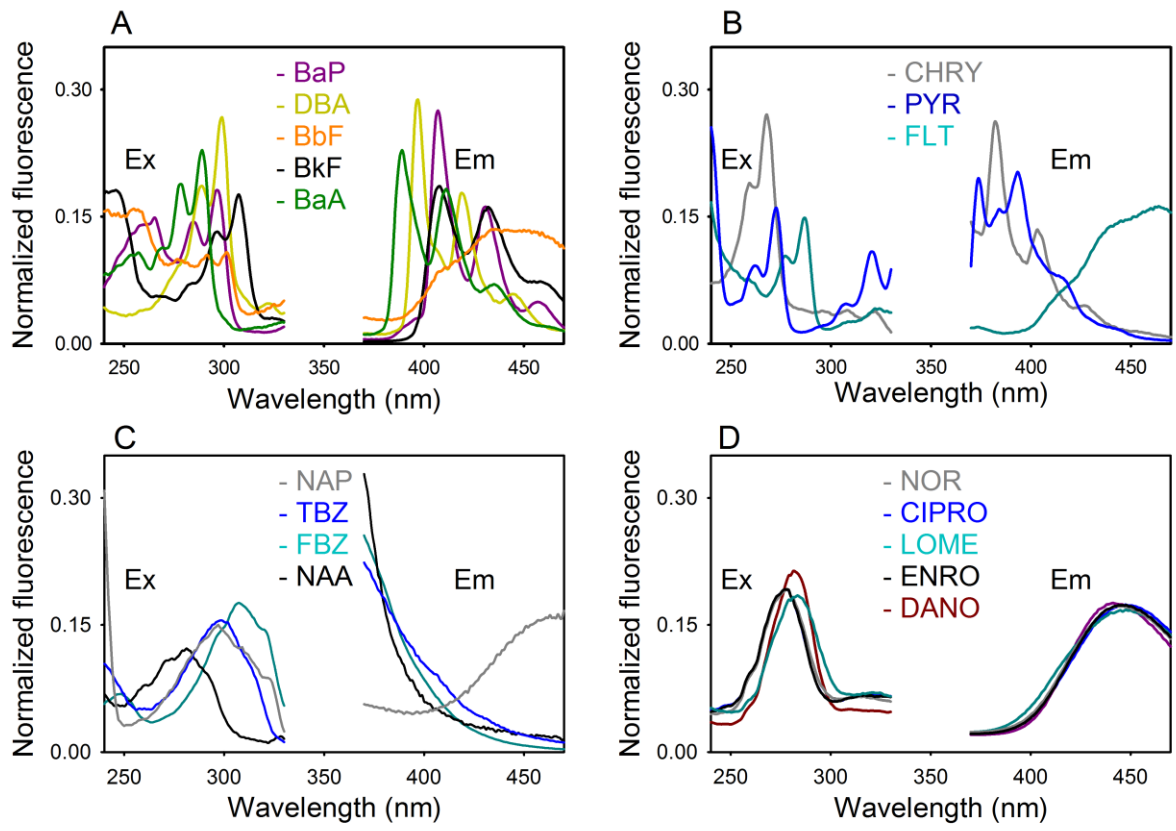 A
Normalized fluorescence
0.30
0.15
0.00
Ex
- BaP
- DBA
- BbF
- BkF
- BaA
Em
250
300
350
400
450
Wavelength (nm)
B
Normalized fluorescence
0.30
0.15
0.00
Ex
- CHRY
- PYR
- FLT
Em
250
300
350
400
450
Wavelength (nm)
C
Normalized fluorescence
0.30
0.15
0.00
Ex
- NAP
- TBZ
- FBZ
- NAA
Em
250
300
350
400
450
Wavelength (nm)
D
Normalized fluorescence
0.30
0.15
0.00
Ex
- NOR
- CIPRO
- LOME
- ENRO
- DANO
Em
250
300
350
400
450
Wavelength (nm)